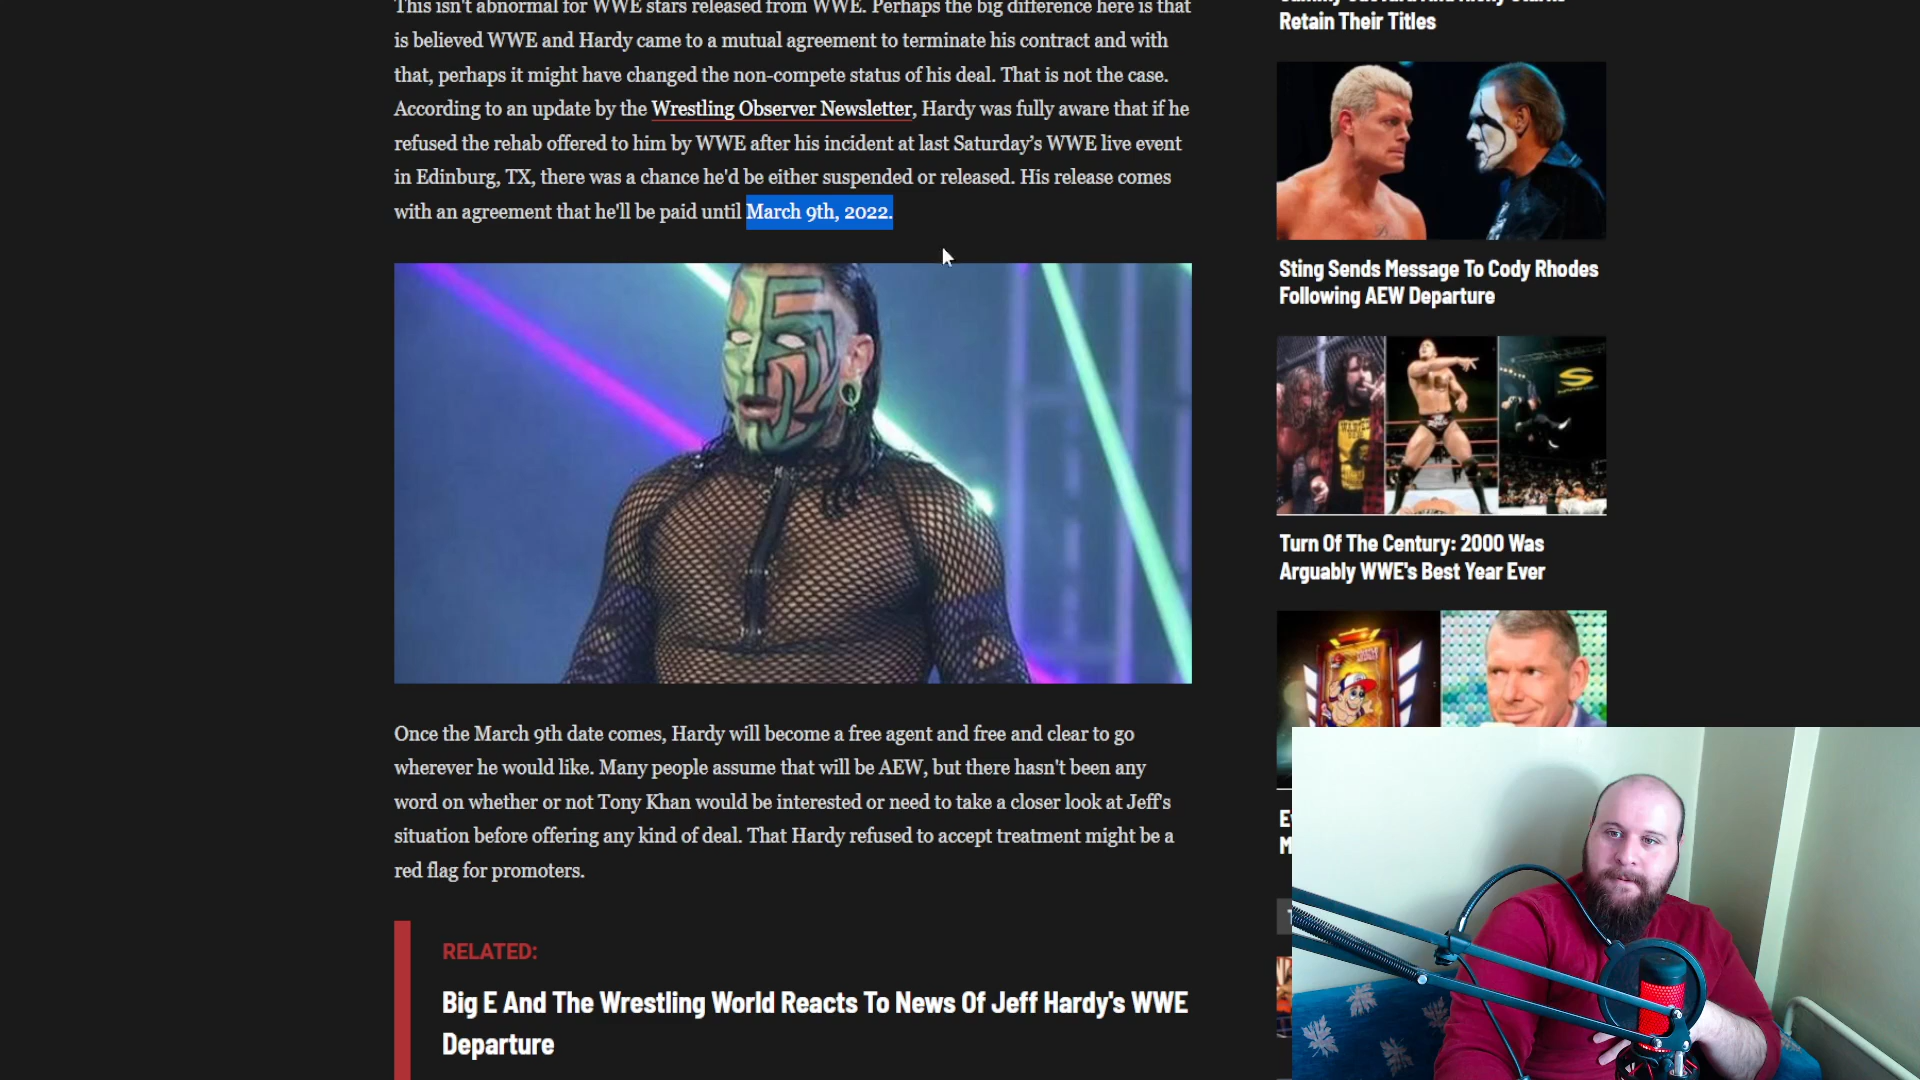 This isn't abnormal for WWE stars released from WWE. Perhaps the big difference here is that
is believed WWE and Hardy came to a mutual agreement to terminate his contract and with
that, perhaps it might have changed the non-compete status of his deal. That is not the case.
According to an update by the Wrestling Observer Newsletter, Hardy was fully aware that if he
refused the rehab offered to him by WWE after his incident at last Saturday’s WWE live event
in Edinburg, TX, there was a chance he'd be either suspended or released. His release comes
with an agreement that he'll be paid until March 9th, 2022.
Once the March 9th date comes, Hardy will become a free agent and free and clear to go
wherever he would like. Many people assume that will be AEW, but there hasn't been any
word on whether or not Tony Khan would be interested or need to take a closer look at Jeff's
situation before offering any kind of deal. That Hardy refused to accept treatment might be a
red flag for promoters.
RELATED:
Big E And The Wrestling World Reacts To News Of Jeff Hardy's WWE
Departure
Retain Their Titles
Sting Sends Message To Cody Rhodes
Following AEW Departure
Turn Of The Century: 2000 Was
Arguably WWE's Best Year Ever